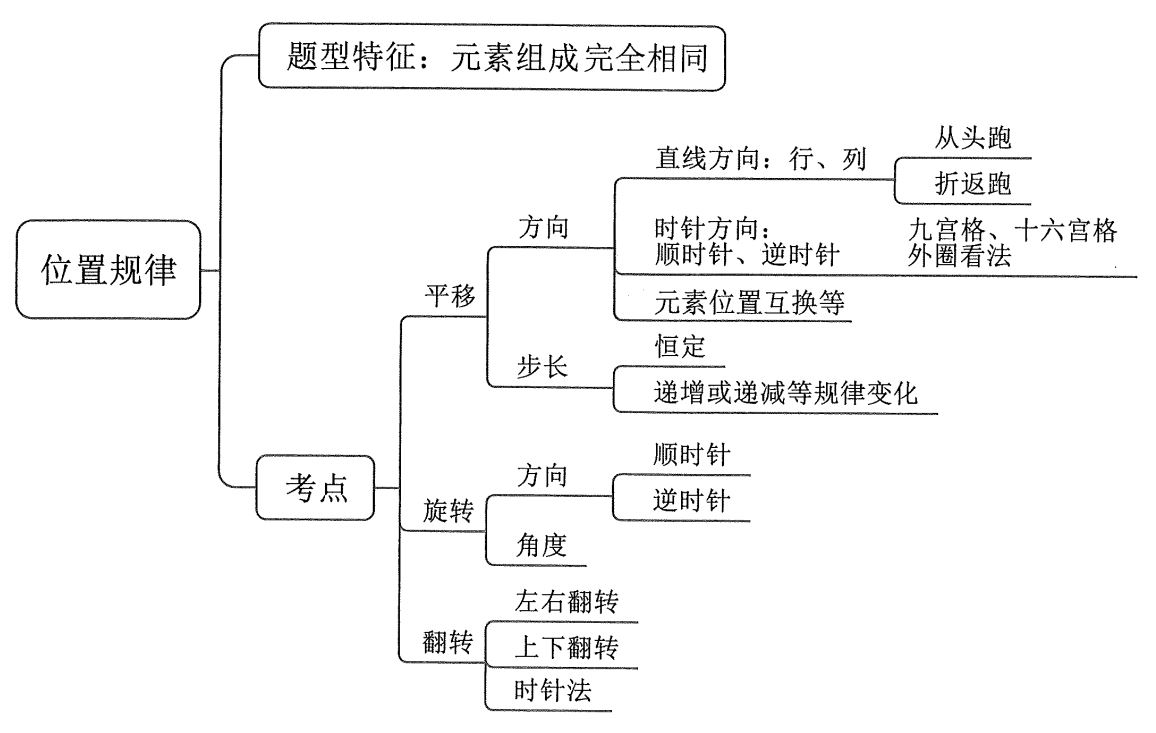 题型特征：元素组成完全相同
从头跑
直线方向：行、列
折返跑
方向
时针方向：
九宫格、十六宫格
顺时针、逆时针
外圈看法
位置规律
平移
元素位置互换等
恒定
步长
递增或递减等规律变化
顺时针
方向
考点
逆时针
旋转
角度
左右翻转
翻转
上下翻转
时针法